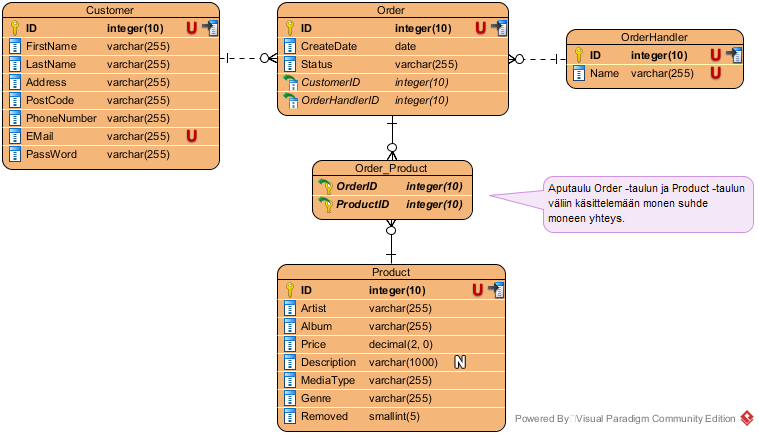 Customer
ID integer(10) U
FirstName varchar(255)
LastName varchar(255)
Address varchar(255)
PostCode varchar(255)
PhoneNumber varchar(255)
EMail varchar(255) U
PassWord varchar(255)
Order
ID integer(10) U
CreateDate date
Status varchar(255)
CustomerID integer(10)
OrderHandlerID integer(10)
OrderHandler
ID integer(10) U
Name varchar(255) U
Order_Product
OrderID integer(10)
ProductID integer(10)
Aputaulu Order -taulun ja Product -taulun
väliin käsittelemään monen suhde
moneen yhteys.
Product
ID integer(10) U
Artist varchar(255)
Album varchar(255)
Price decimal(2, 0)
Description varchar(1000) N
MediaType varchar(255)
Genre varchar(255)
Removed smallint(5)
Powered By Visual Paradigm Community Edition